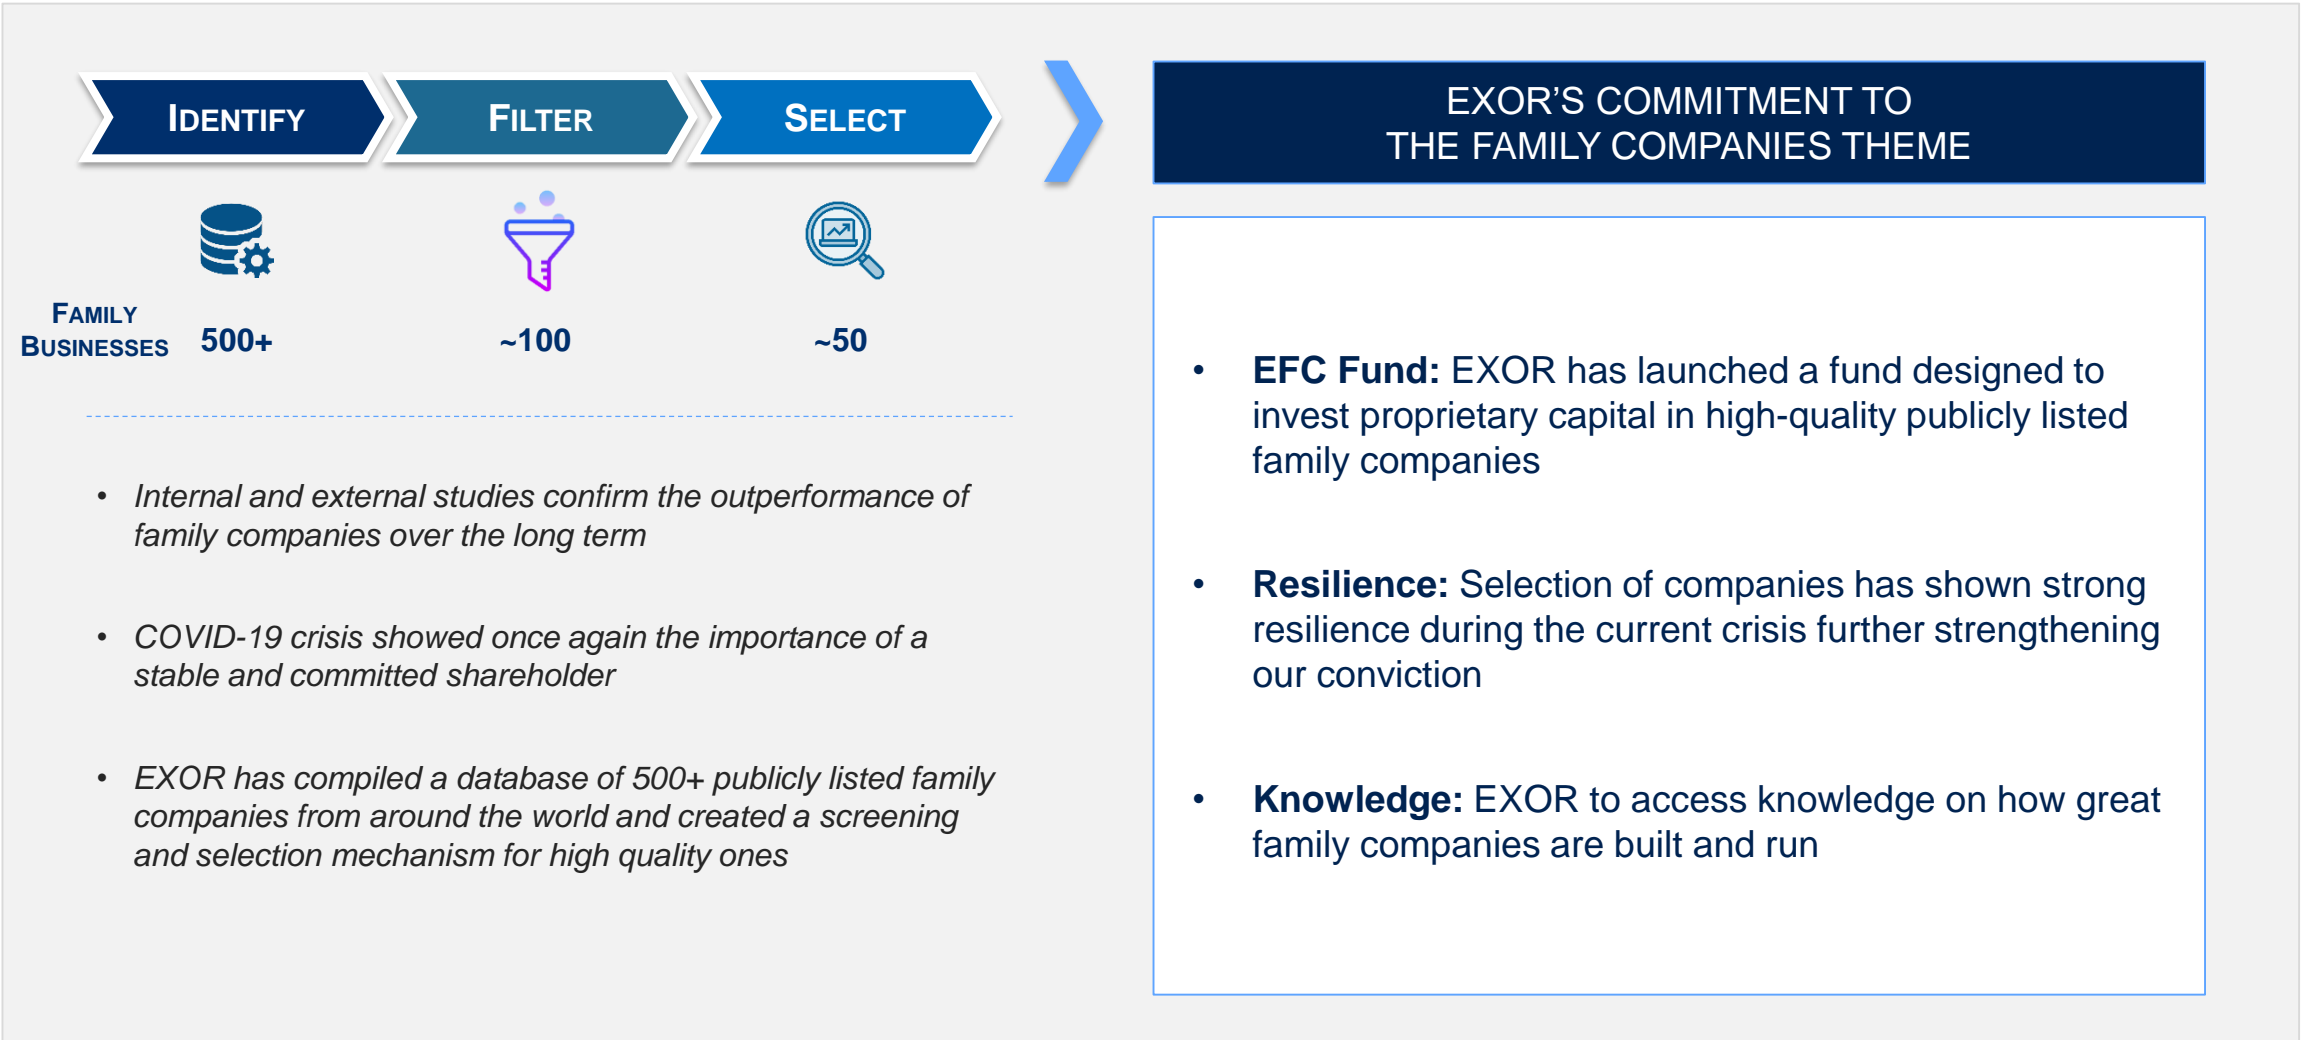 IDENTIFY
FILTER
SELECT
FAMILY
BUSINESSES
500+
~100
~50
• Internal and external studies confirm the outperformance of
family companies over the long term
• COVID-19 crisis showed once again the importance of a
stable and committed shareholder
• EXOR has compiled a database of 500+ publicly listed family
companies from around the world and created a screening
and selection mechanism for high quality ones
EXOR’S COMMITMENT TO
THE FAMILY COMPANIES THEME
• EFC Fund: EXOR has launched a fund designed to
invest proprietary capital in high-quality publicly listed
family companies
• Resilience: Selection of companies has shown strong
resilience during the current crisis further strengthening
our conviction
• Knowledge: EXOR to access knowledge on how great
family companies are built and run